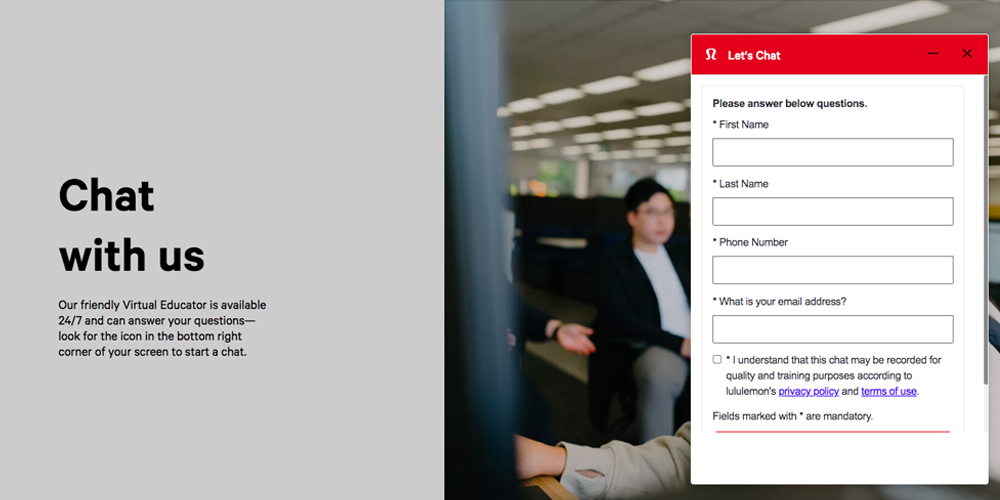 Chat
with us
Our friendly Virtual Educator is available
24/7 and can answer your questions—
look for the icon in the bottom right
corner of your screen to start a chat.
Let's Chat
Please answer below questions.
* First Name
* Last Name
* Phone Number
* What is your email address?
* I understand that this chat may be recorded for
quality and training purposes according to
lululemon's privacy policy and terms of use.
Fields marked with * are mandatory.